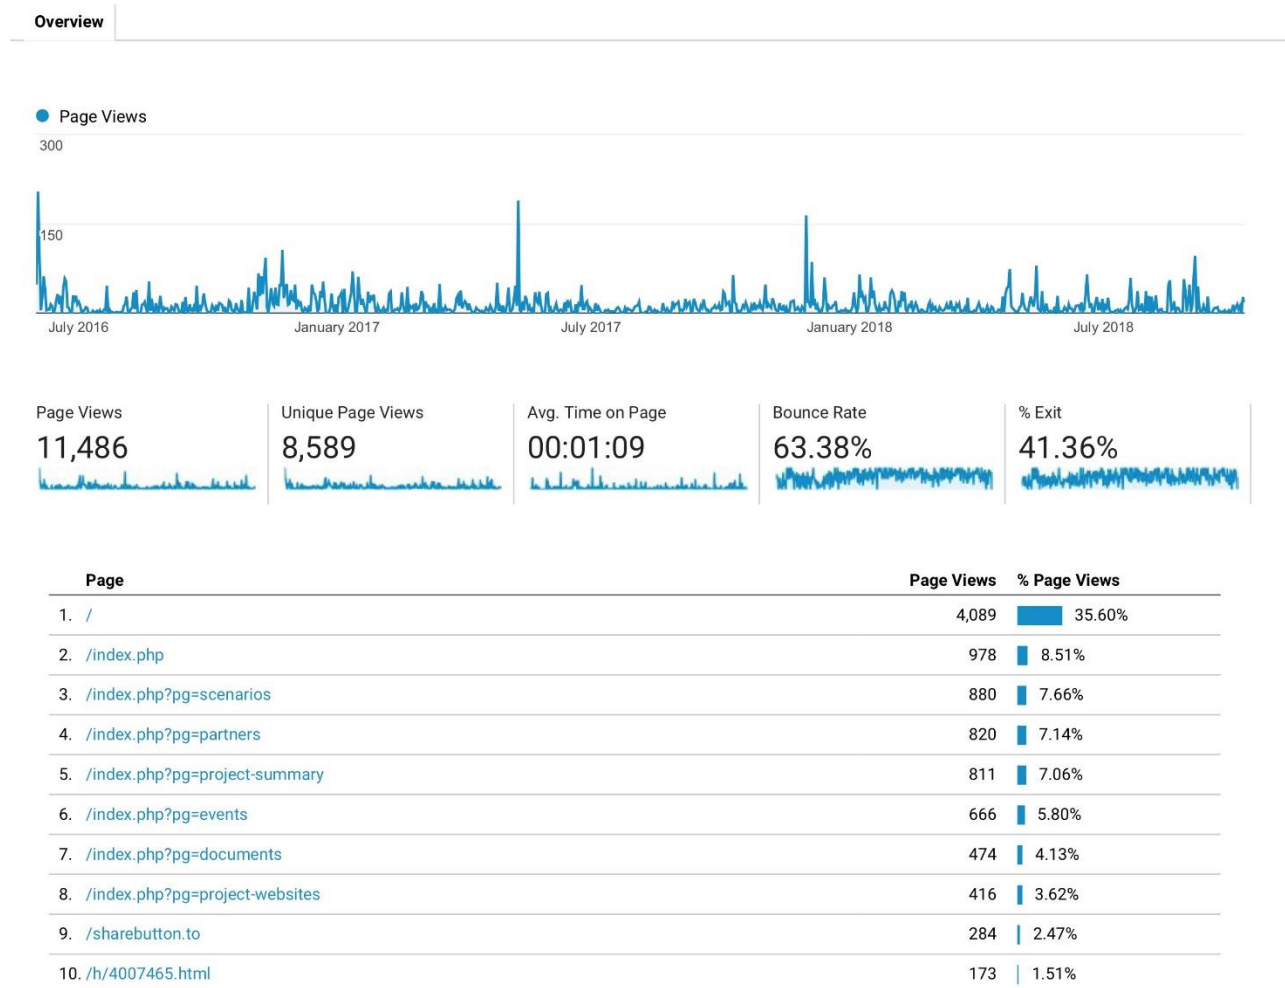 Overview
Page Views
300
150
July 2016 January 2017 July 2017 January 2018 July 2018
Page Views Unique Page Views Avg. Time on Page Bounce Rate % Exit
11,486 8,589 00:01:09 63.38% 41.36%
Page Page Views % Page Views
1. / 4,089 35.60%
2. /index.php 978 8.51%
3. /index.php?pg=scenarios 880 7.66%
4. /index.php?pg=partners 820 7.14%
5. /index.php?pg=project-summary 811 7.06%
6. /index.php?pg=events 666 5.80%
7. /index.php?pg=documents 474 4.13%
8. /index.php?pg=project-websites 416 3.62%
9. /sharebutton.to 284 2.47%
10. /h/4007465.html 173 1.51%